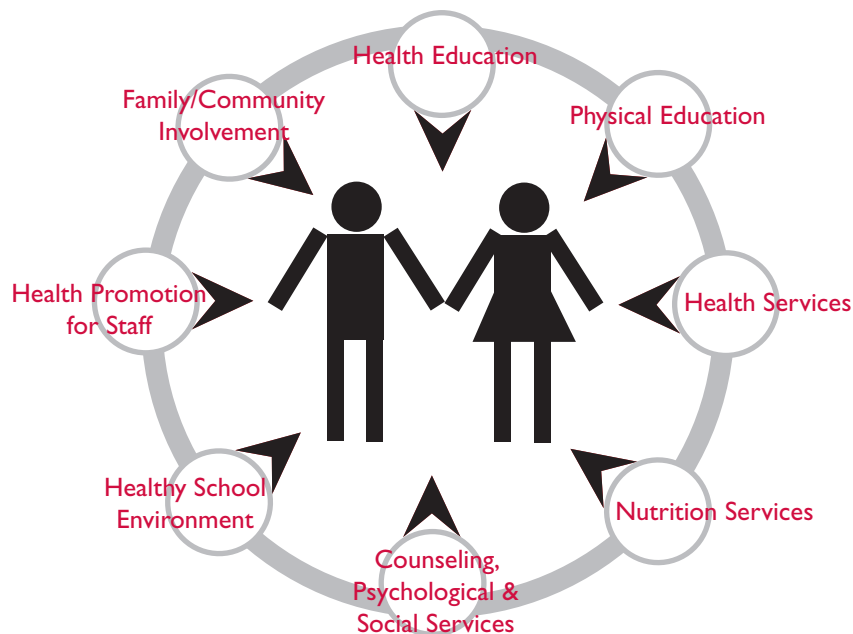 Health Education
Family/Community
Involvement
Physical Education
Health Promotion
for Staff
Health Services
Healthy School
Environment
Nutrition Services
Counseling,
Psychological &
Social Services